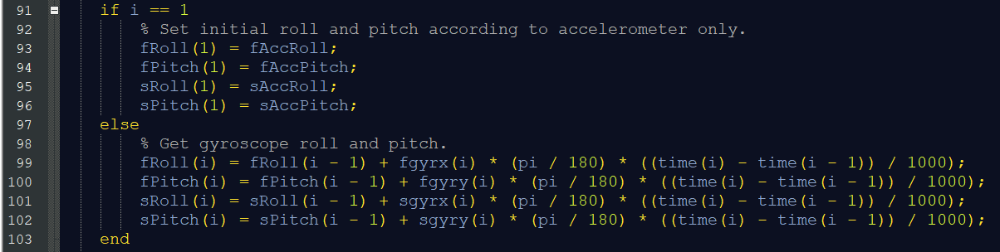 91 if i == 1
92 % Set initial roll and pitch according to accelerometer only.
93 fRoll(1) = fAccRoll;
94 fPitch(1) = fAccPitch;
95 sRoll(1) = sAccRoll;
96 sPitch(1) = sAccPitch;
97 else
98 % Get gyroscope roll and pitch.
99 fRoll(i) = fRoll(i - 1) + fgyrx(i) * (pi / 180) * ((time(i) - time(i - 1)) / 1000);
100 fPitch(i) = fPitch(i - 1) + fgyry(i) * (pi / 180) * ((time(i) - time(i - 1)) / 1000);
101 sRoll(i) = sRoll(i - 1) + sgyrx(i) * (pi / 180) * ((time(i) - time(i - 1)) / 1000);
102 sPitch(i) = sPitch(i - 1) + sgyry(i) * (pi / 180) * ((time(i) - time(i - 1)) / 1000);
103 end